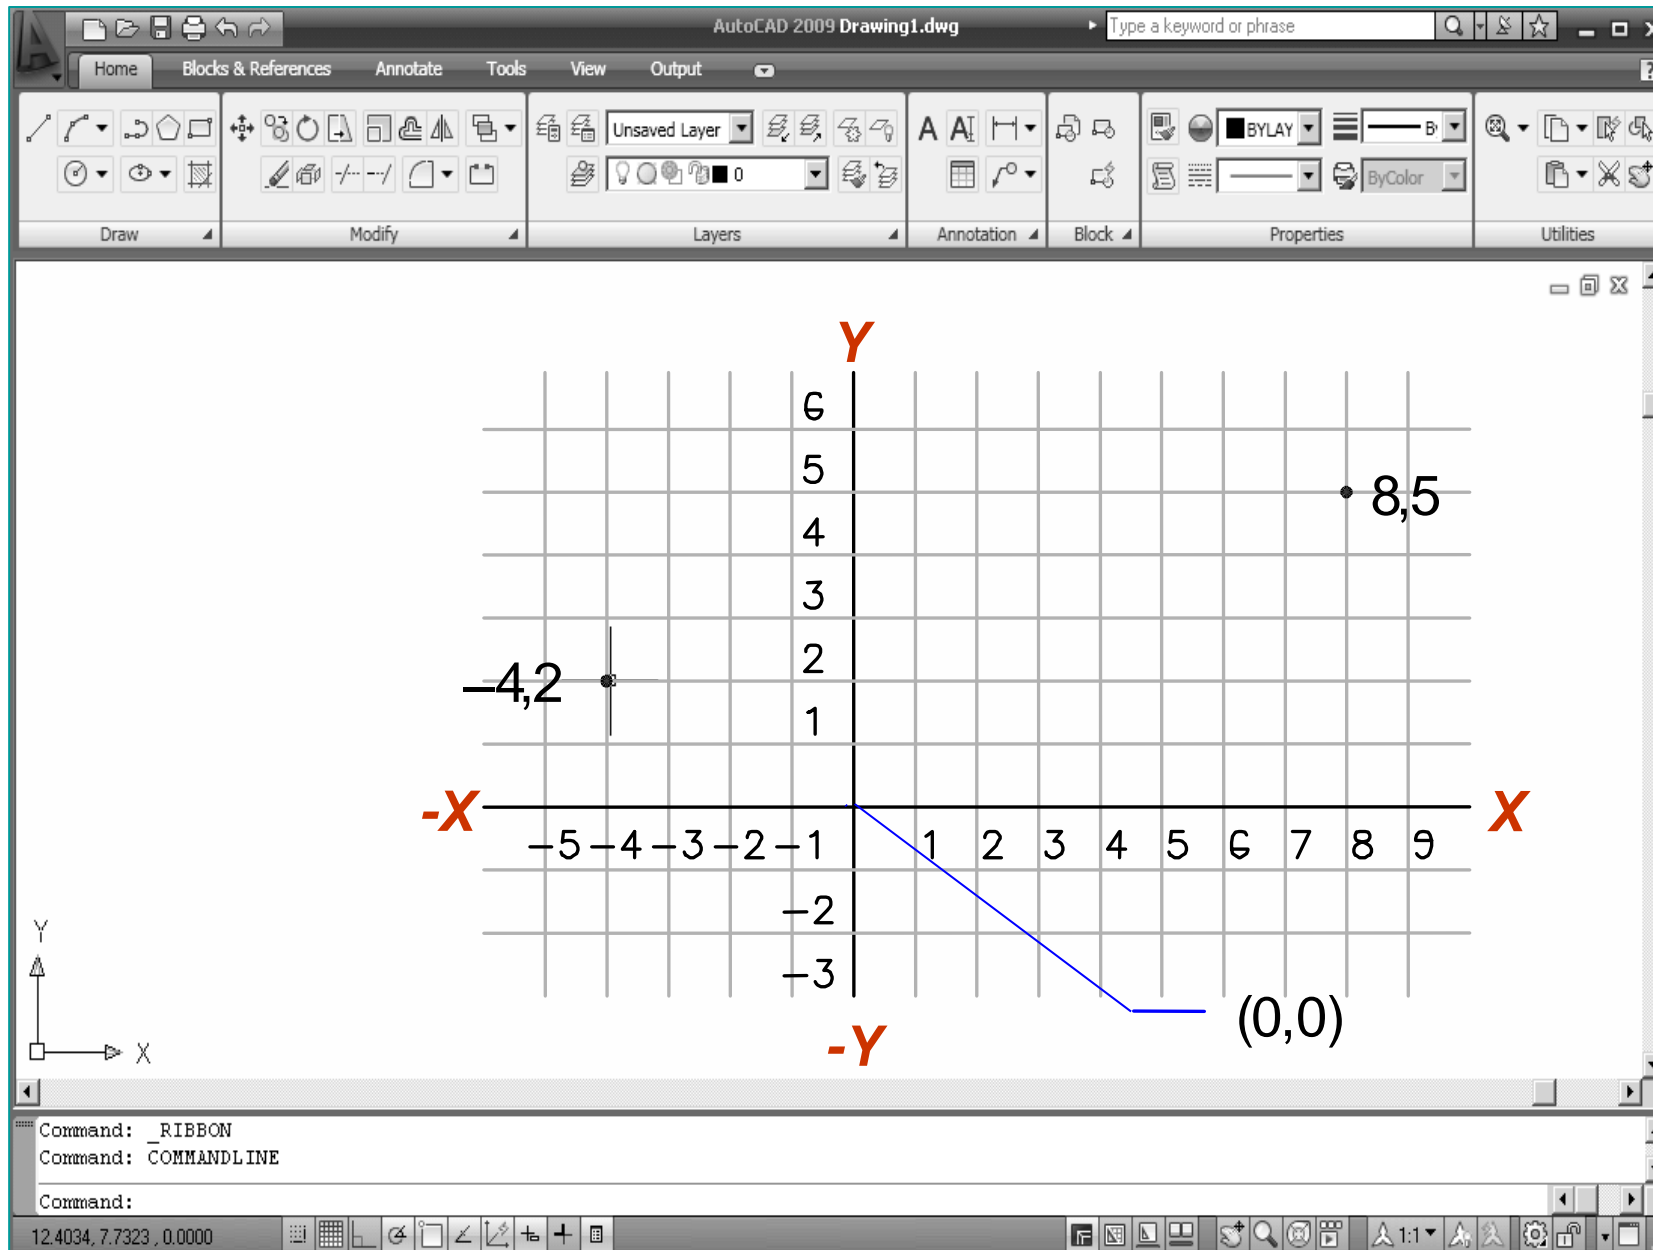 AutoCAD 2009 Drawing1.dwg
Type a keyword or phrase
Home Blocks & References Annotate Tools View Output
Unsaved Layer
BYLAY
B
0
ByColor
Draw Modify Layers Annotation Block Properties Utilities
Y
6
5
8,5
4
3
2
–4,2
1
-X
X
–5 –4 –3 –2 –1 1 2 3 4 5 6 7 8 9
–2
–3
(0,0)
-Y
Y
X
Command: _RIBBON
Command: COMMANDLINE
Command:
12.4034, 7.7323 , 0.0000
1:1